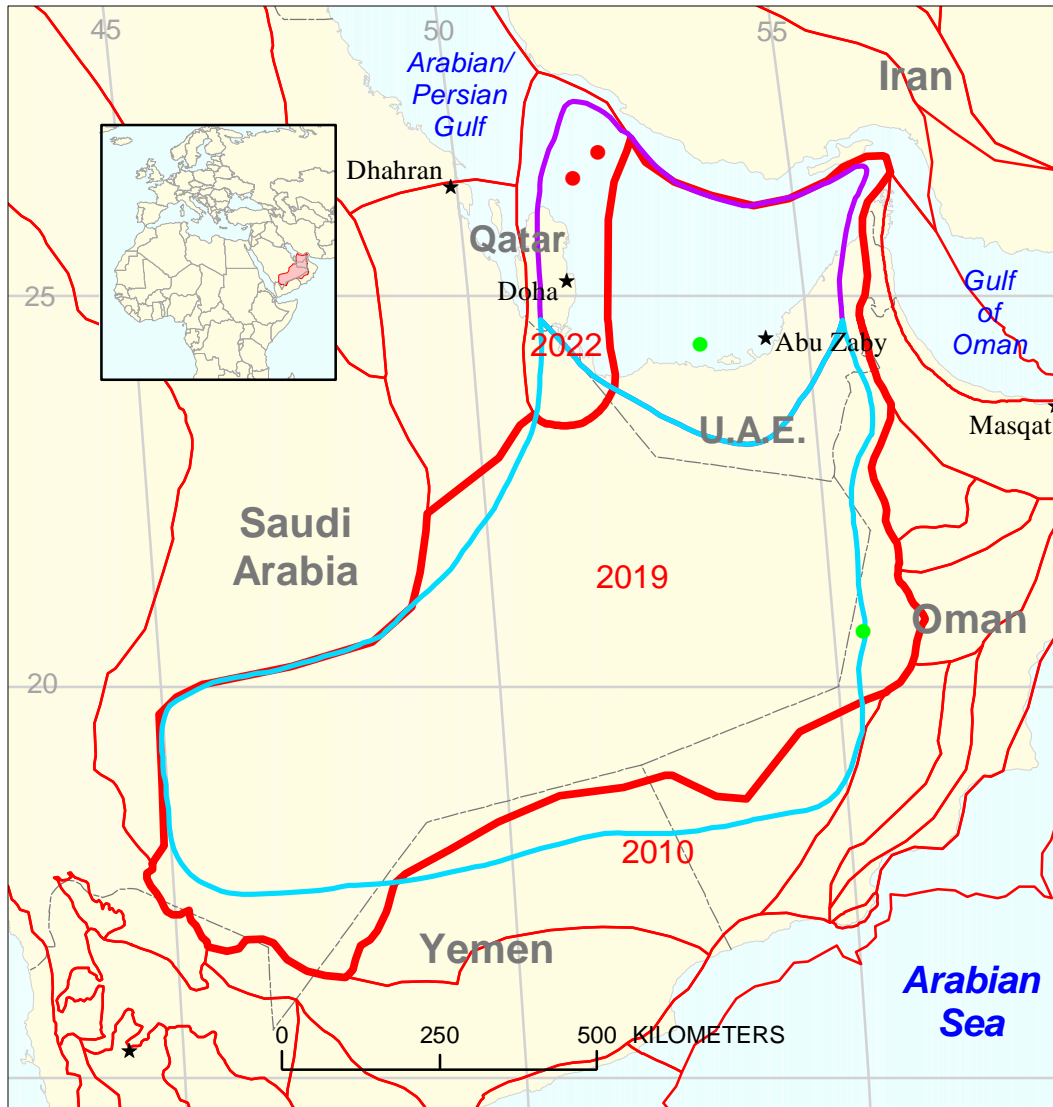 45
50
55
Arabian/
Persian
Gulf
Iran
Dhahran
Qatar
Doha
25
Gulf
of
Oman
2022
Abu Zaby
U.A.E.
Masqat
Saudi
Arabia
2019
Oman
20
2010
Yemen
Arabian
Sea
0 250 500 KILOMETERS